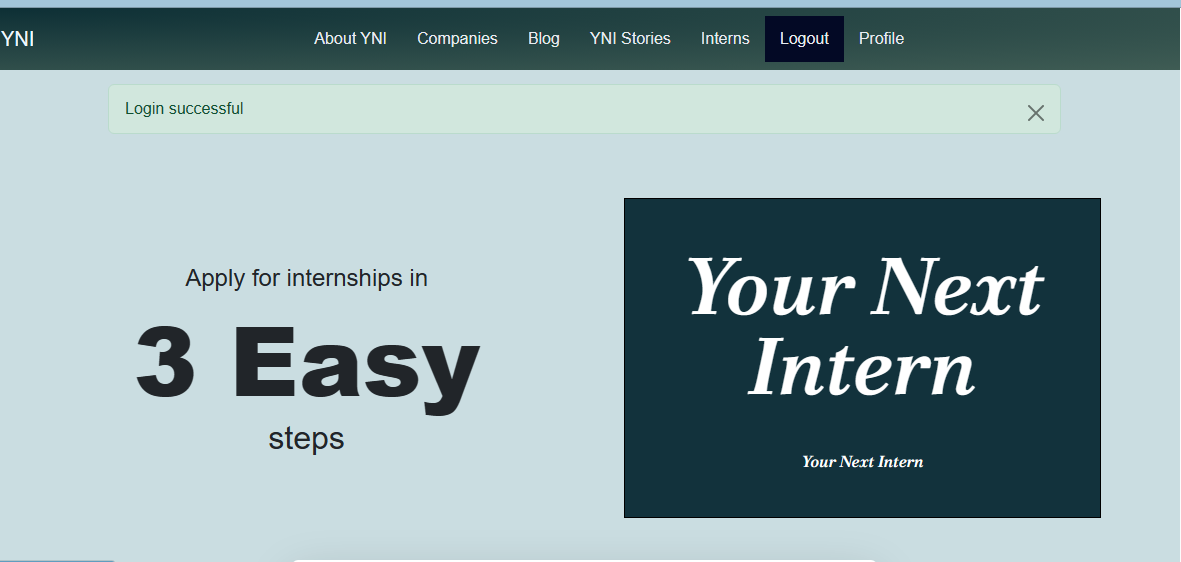 YNI About YNI Companies Blog YNI Stories Interns Logout Profile
Login successful
Apply for internships in
3 Easy
steps
Your Next
Intern
Your Next Intern